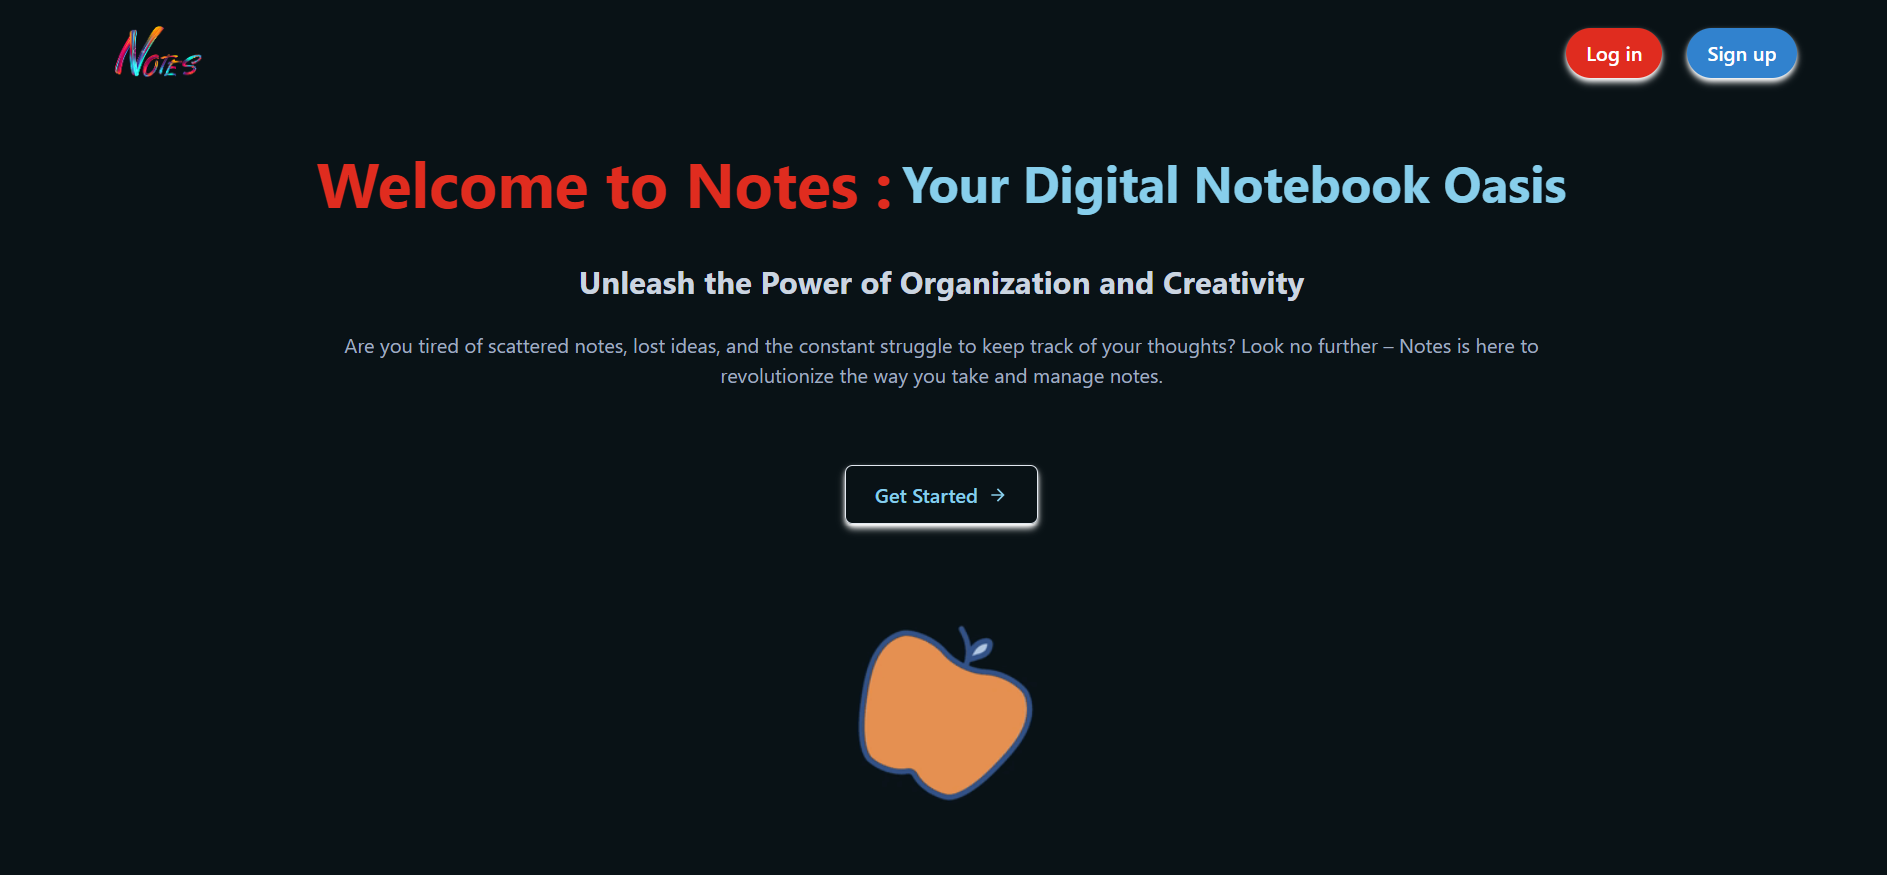 Notes
Log in
Sign up
Welcome to Notes : Your Digital Notebook Oasis
Unleash the Power of Organization and Creativity
Are you tired of scattered notes, lost ideas, and the constant struggle to keep track of your thoughts? Look no further – Notes is here to
revolutionize the way you take and manage notes.
Get Started →